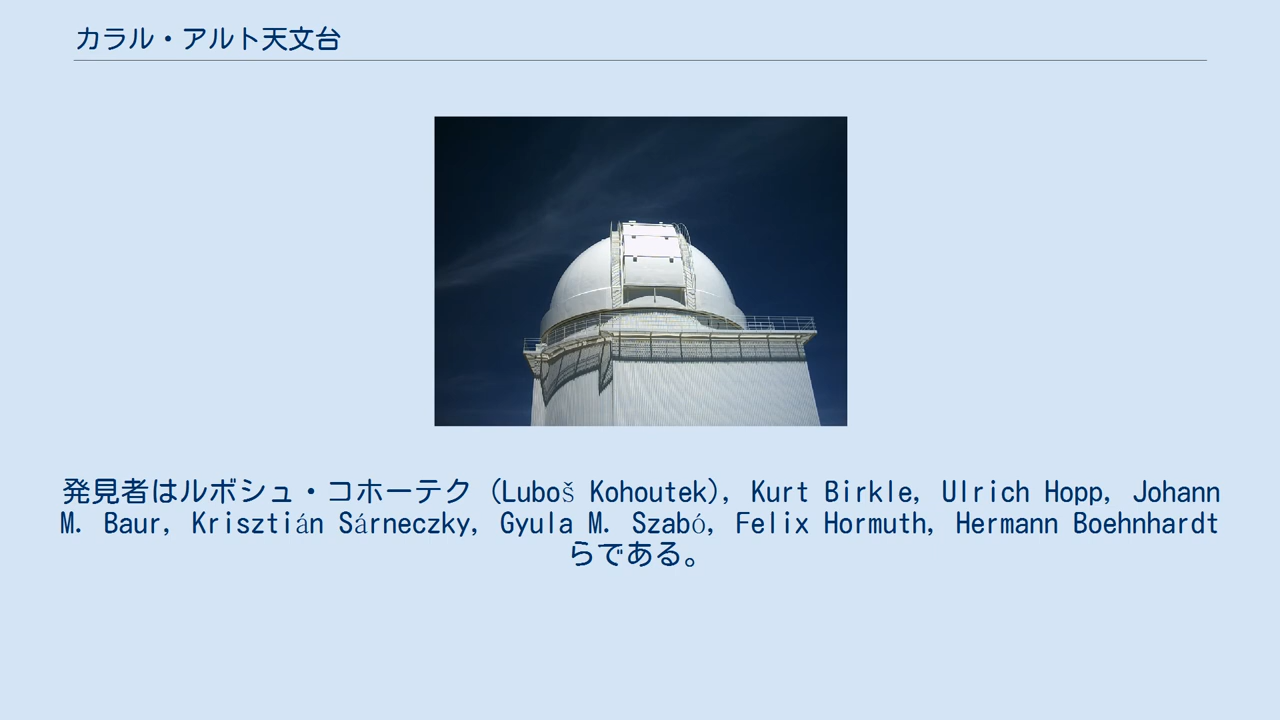 カラル・アルト天文台
発見者はルボシュ・コホーテク (Luboš Kohoutek), Kurt Birkle, Ulrich Hopp, Johann
M. Baur, Krisztián Sárneczky, Gyula M. Szabó, Felix Hormuth, Hermann Boehnhardt
らである。